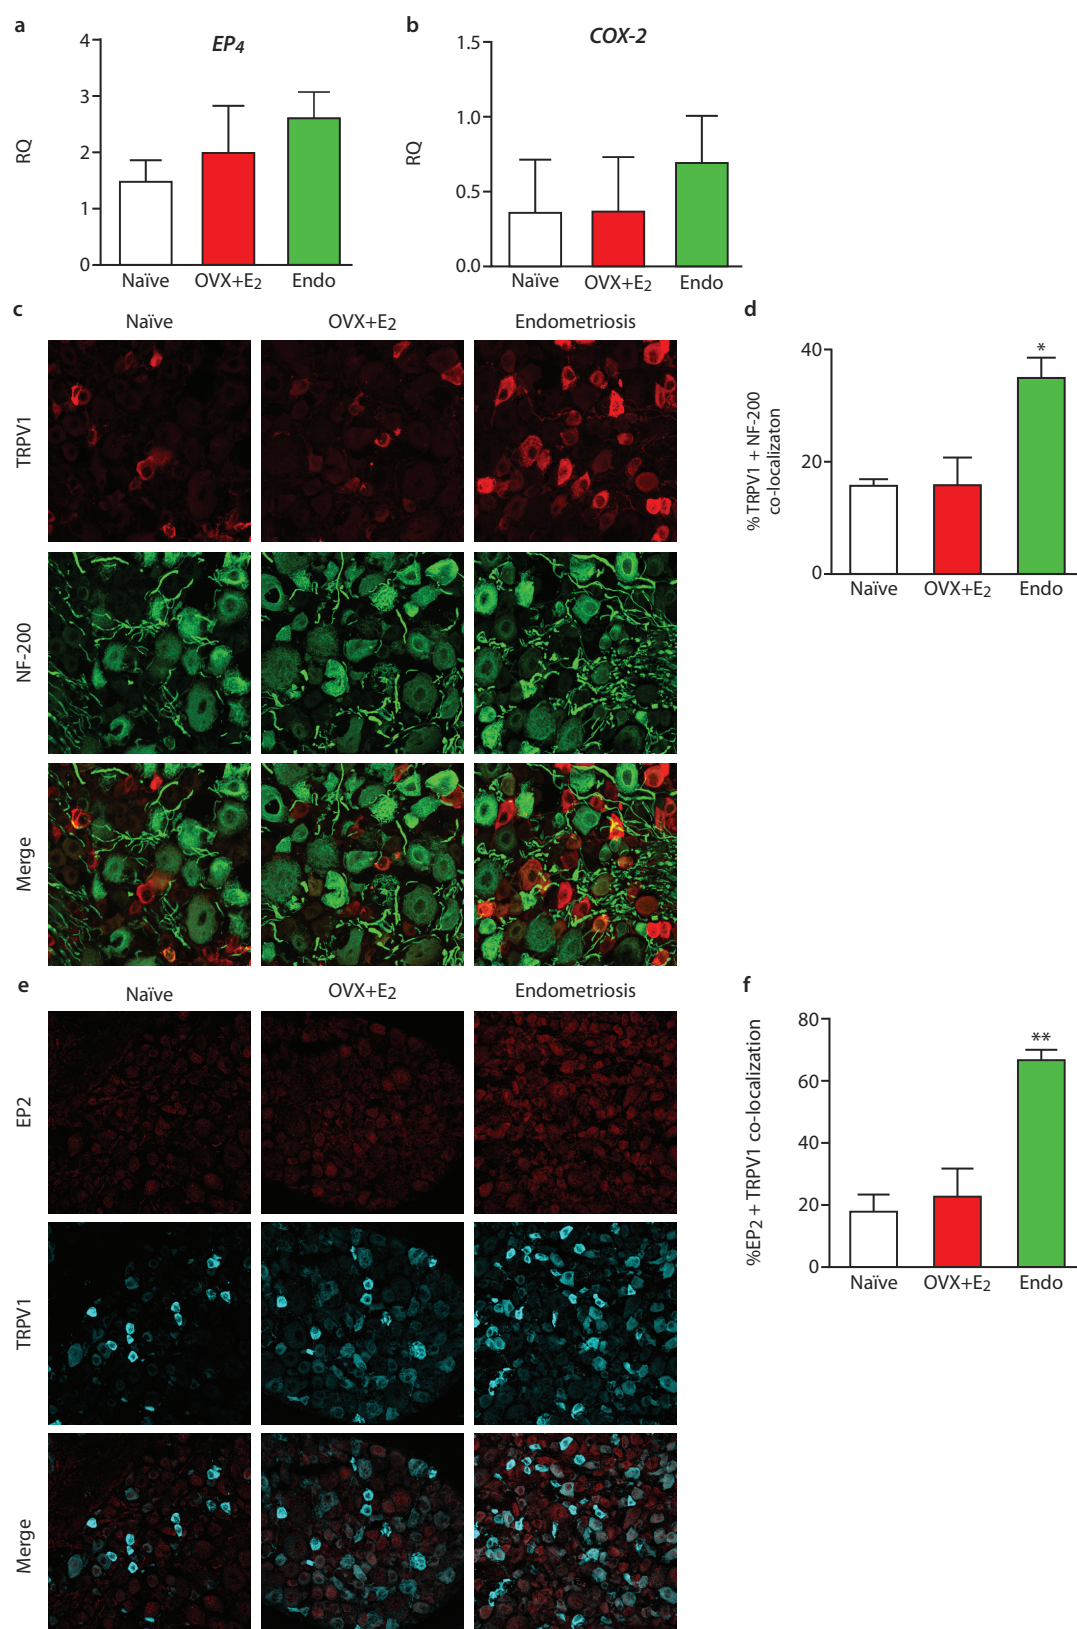 a
EP4
RQ
4
3
2
1
0
Naïve
OVX+E2
Endo
b
COX-2
RQ
1.5
1.0
0.5
0.0
Naïve
OVX+E2
Endo
c
Naïve
OVX+E2
Endometriosis
TRPV1
NF-200
Merge
d
%TRPV1 + NF-200
co-localizaton
40
20
0
*
Naïve
OVX+E2
Endo
e
Naïve
OVX+E2
Endometriosis
EP2
TRPV1
Merge
f
%EP2 + TRPV1 co-localization
80
60
40
20
0
**
Naïve
OVX+E2
Endo